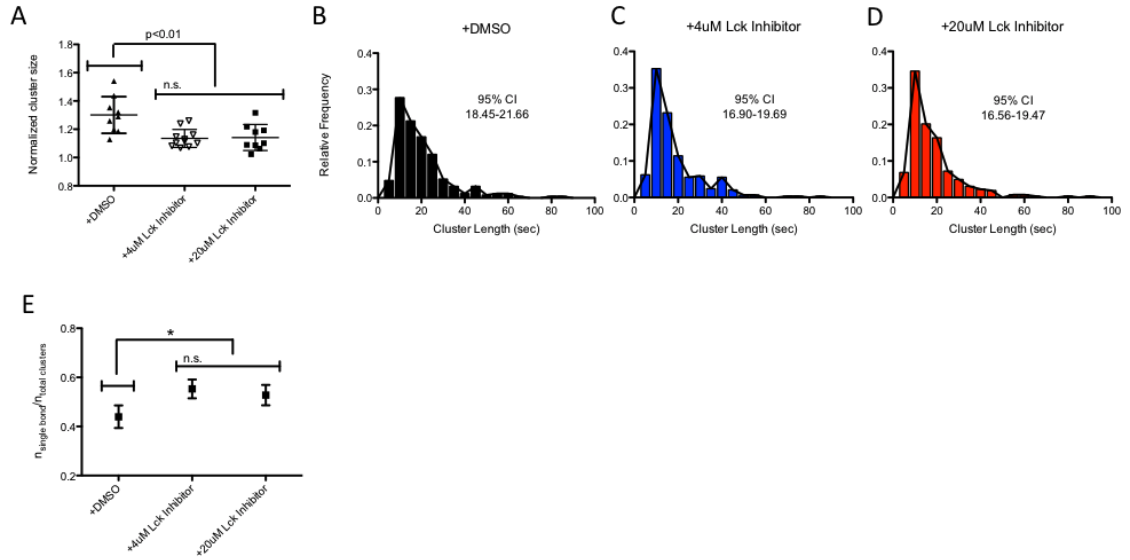 A
p<0.01
n.s.
Normalized cluster size
1.8
1.6
1.4
1.2
1.0
0.8
+DMSO
+4uM Lck Inhibitor
+20uM Lck Inhibitor
B
+DMSO
Relative Frequency
0.4
0.3
0.2
0.1
0.0
95% CI
18.45-21.66
0 20 40 60 80 100
Cluster Length (sec)
C
+4uM Lck Inhibitor
0.4
0.3
0.2
0.1
0.0
95% CI
16.90-19.69
0 20 40 60 80 100
Cluster Length (sec)
D
+20uM Lck Inhibitor
0.4
0.3
0.2
0.1
0.0
95% CI
16.56-19.47
0 20 40 60 80 100
Cluster Length (sec)
E
*
n.s.
n single bond/n total clusters
0.8
0.6
0.4
0.2
+DMSO
+4uM Lck Inhibitor
+20uM Lck Inhibitor